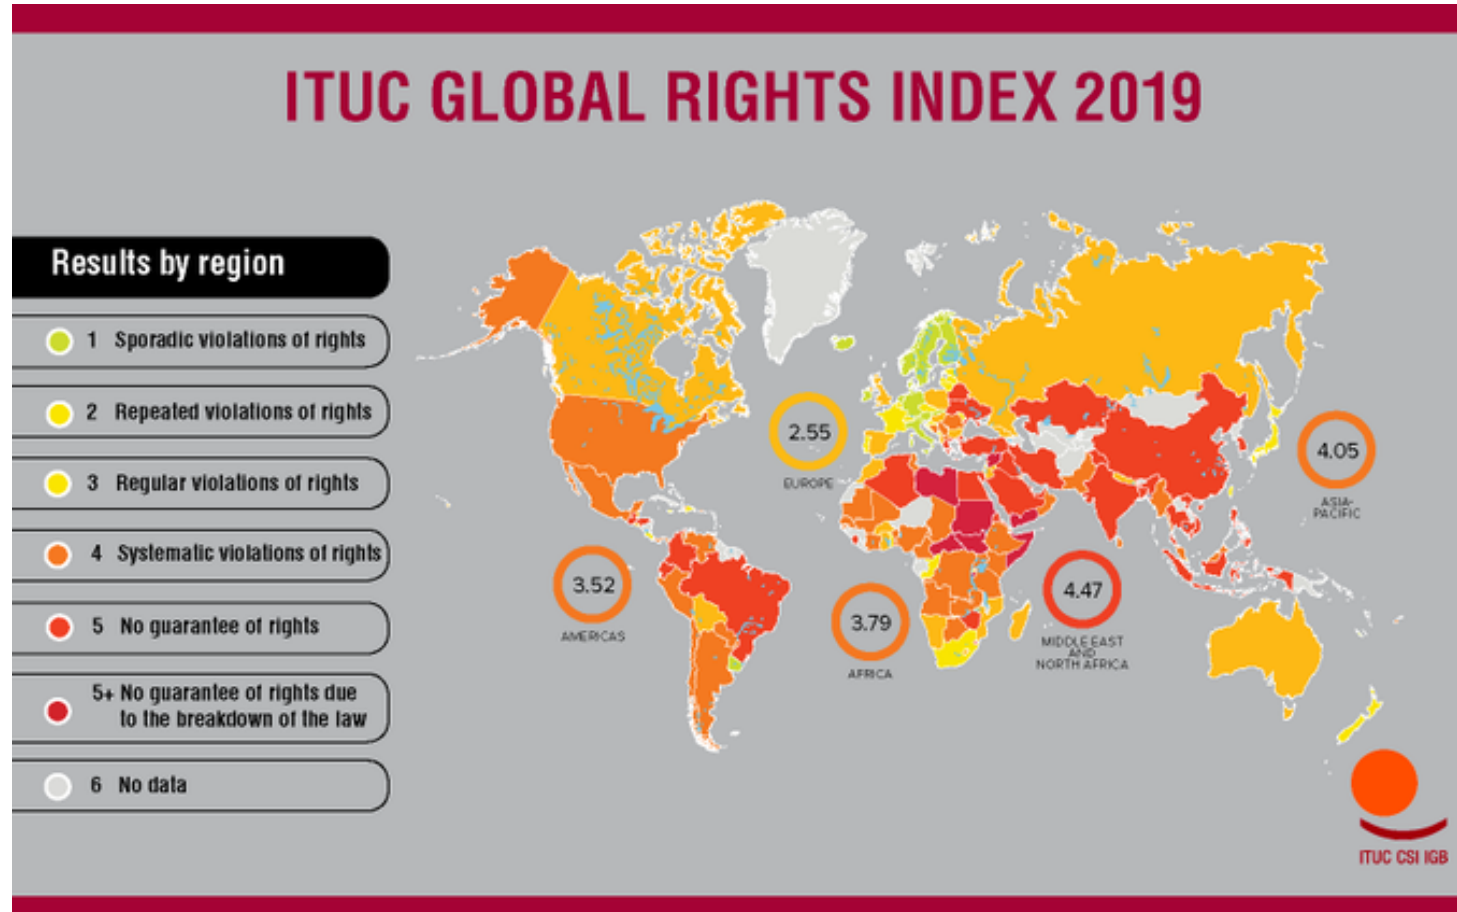 ITUC GLOBAL RIGHTS INDEX 2019
Results by region
1 Sporadic violations of rights
2 Repeated violations of rights
3 Regular violations of rights
4 Systematic violations of rights
5 No guarantee of rights
5+ No guarantee of rights due
to the breakdown of the law
6 No data
2.55
EUROPE
4.05
ASIA-
PACIFIC
3.52
AMERICAS
3.79
AFRICA
4.47
MIDDLE EAST
AND
NORTH AFRICA
ITUC CSI IGB